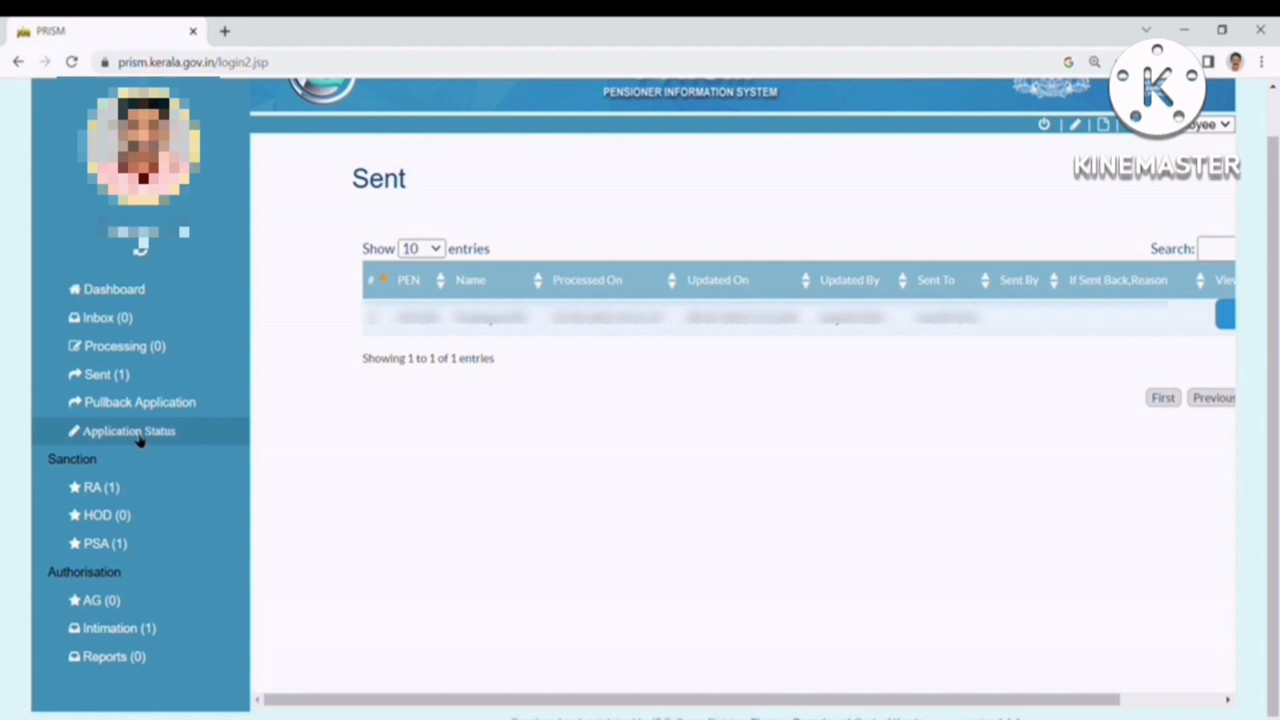 PRISM
prism.kerala.gov.in/login2.jsp
K
KINEMASTER
PENSIONER INFORMATION SYSTEM
Sent
Show 10 entries
Search:
# PEN Name Processed On Updated On Updated By Sent To Sent By If Sent Back,Reason
Showing 1 to 1 of 1 entries
First Previous
Dashboard
Inbox (0)
Processing (0)
Sent (1)
Pullback Application
Application Status
Sanction
RA (1)
HOD (0)
PSA (1)
Authorisation
AG (0)
Intimation (1)
Reports (0)